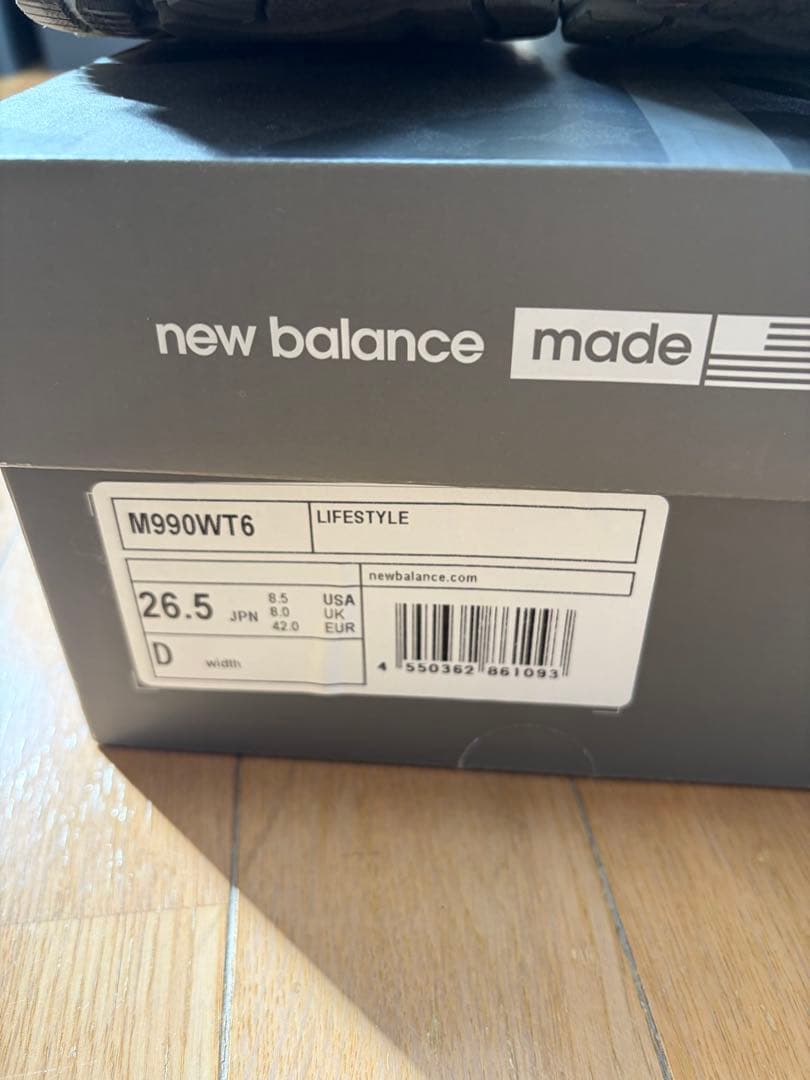 new balance made
M990WT6
LIFESTYLE
newbalance.com
26.5 JPN
8.5 USA
8.0 UK
42.0 EUR
D width
4 550362 861093